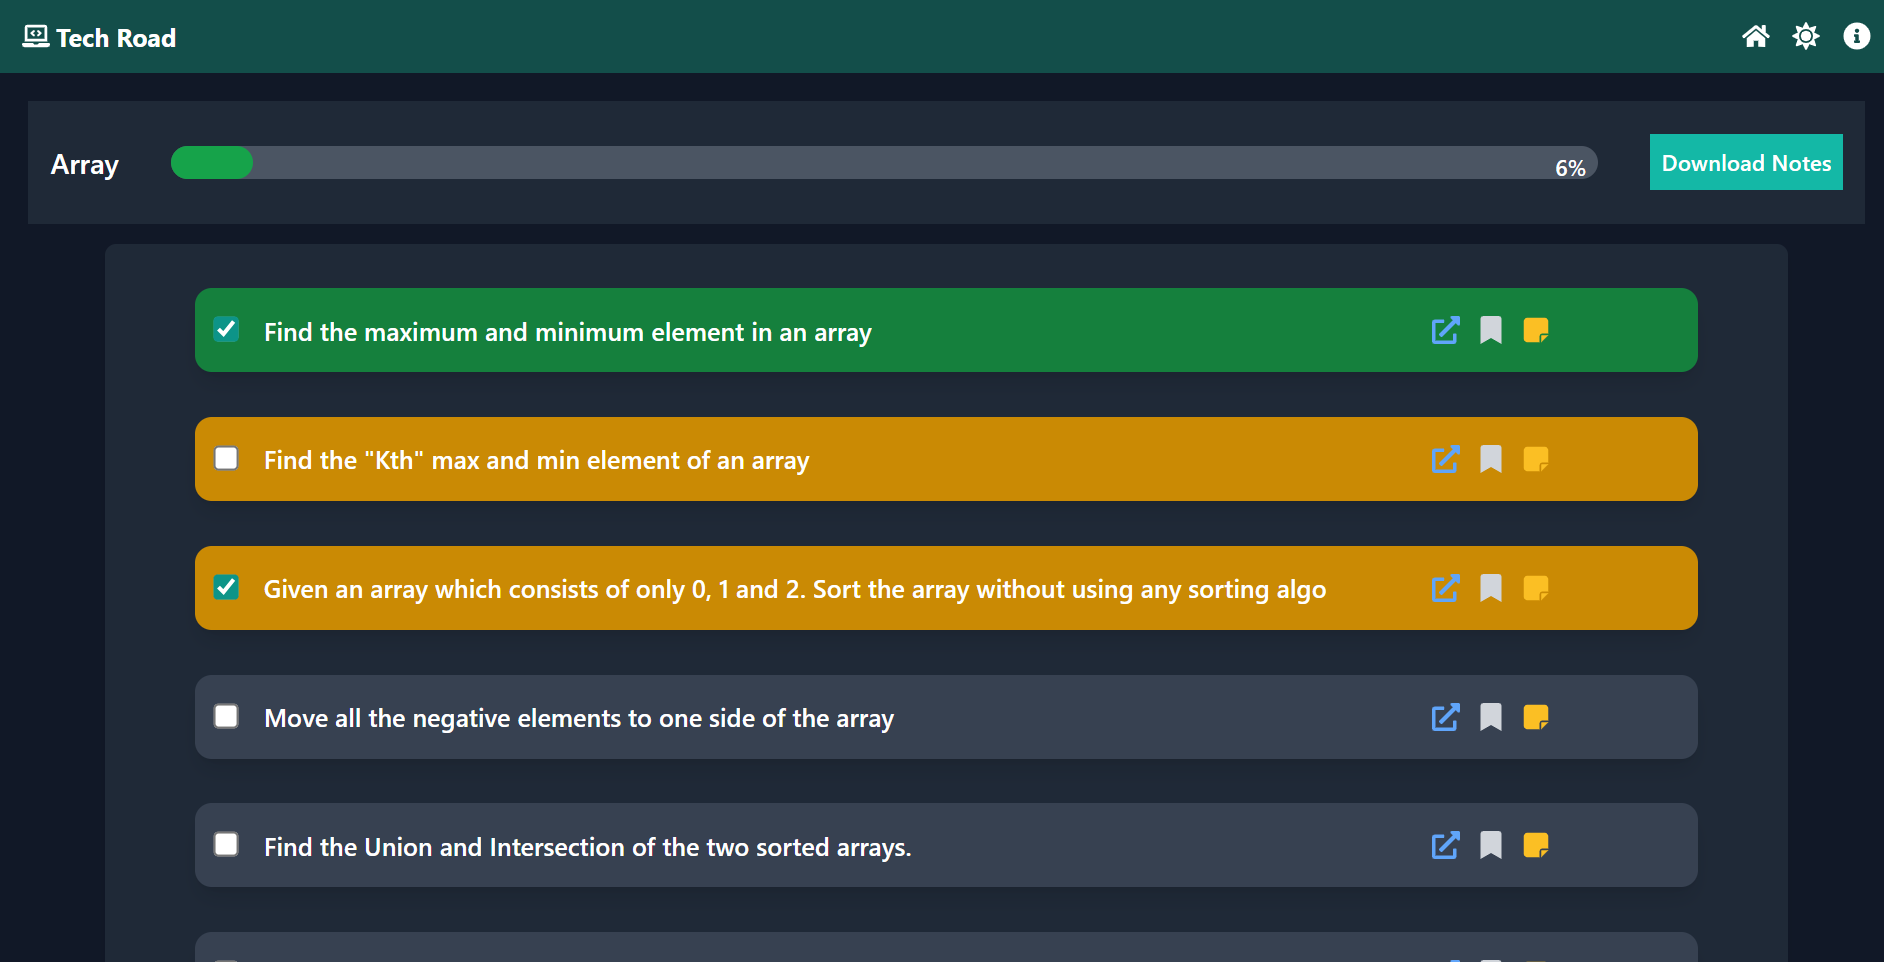 Tech Road
Array
6%
Download Notes
Find the maximum and minimum element in an array
Find the "Kth" max and min element of an array
Given an array which consists of only 0, 1 and 2. Sort the array without using any sorting algo
Move all the negative elements to one side of the array
Find the Union and Intersection of the two sorted arrays.